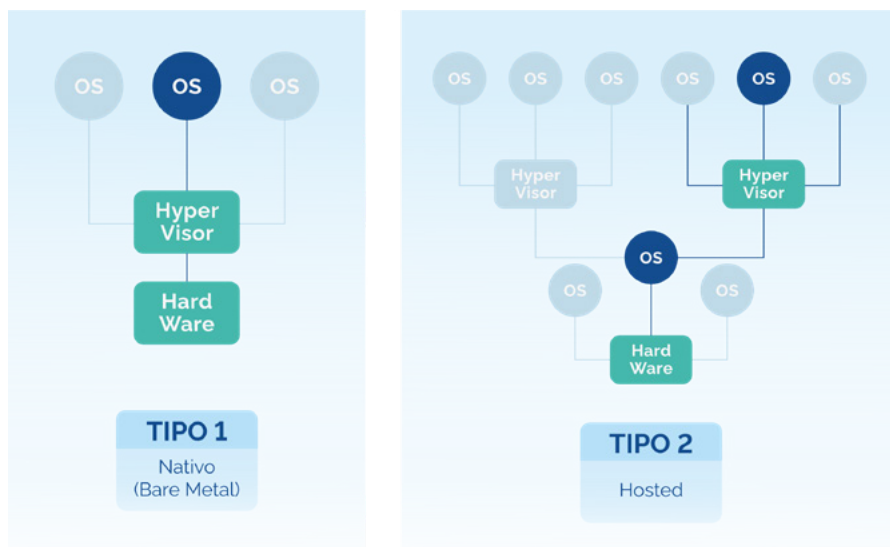 OS
OS
OS
Hyper
Visor
Hard
Ware
TIPO 1
Nativo
(Bare Metal)
OS
OS
OS
OS
OS
OS
Hyper
Visor
Hyper
Visor
OS
OS
OS
Hard
Ware
TIPO 2
Hosted